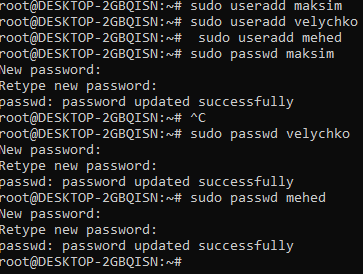 root@DESKTOP-2GBQISN:~# sudo useradd maksim
root@DESKTOP-2GBQISN:~# sudo useradd velychko
root@DESKTOP-2GBQISN:~#  sudo useradd mehed
root@DESKTOP-2GBQISN:~# sudo passwd maksim
New password:
Retype new password:
passwd: password updated successfully
root@DESKTOP-2GBQISN:~# ^C
root@DESKTOP-2GBQISN:~# sudo passwd velychko
New password:
Retype new password:
passwd: password updated successfully
root@DESKTOP-2GBQISN:~# sudo passwd mehed
New password:
Retype new password:
passwd: password updated successfully
root@DESKTOP-2GBQISN:~#